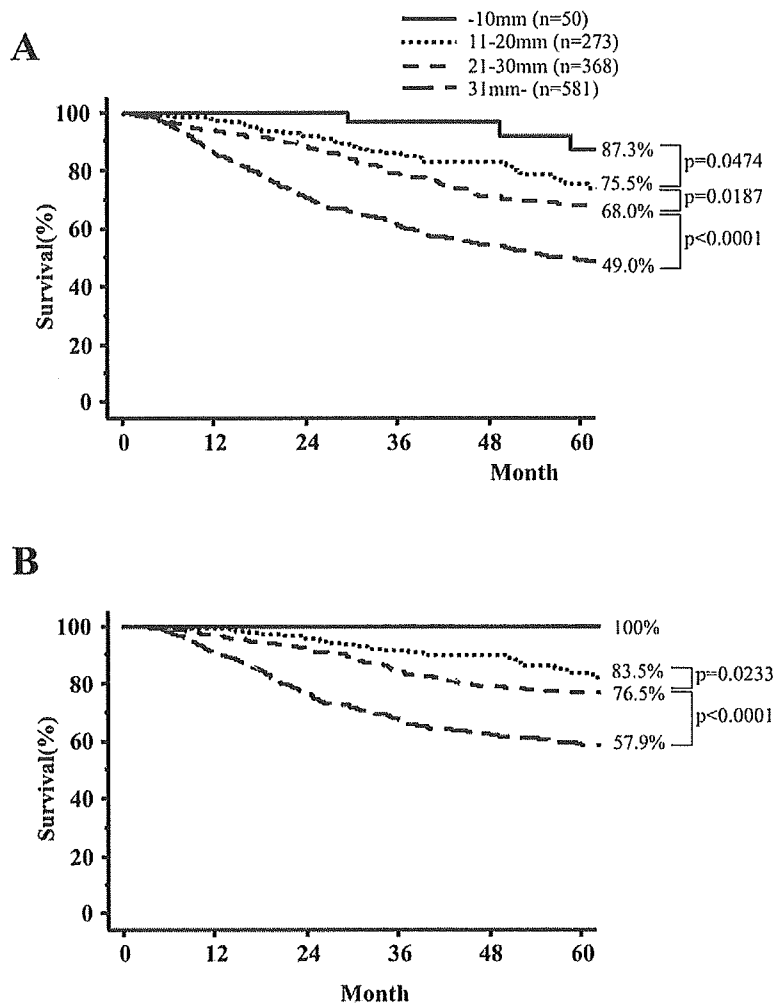 -10mm (n=50)
11-20mm (n=273)
21-30mm (n=368)
31mm- (n=581)
A
100
80
60
40
20
0
Survival(%)
87.3%
75.5%
68.0%
49.0%
p=0.0474
p=0.0187
p<0.0001
0 12 24 36 48 60
Month
B
100
80
60
40
20
0
Survival(%)
100%
83.5%
76.5%
57.9%
p=0.0233
p<0.0001
0 12 24 36 48 60
Month